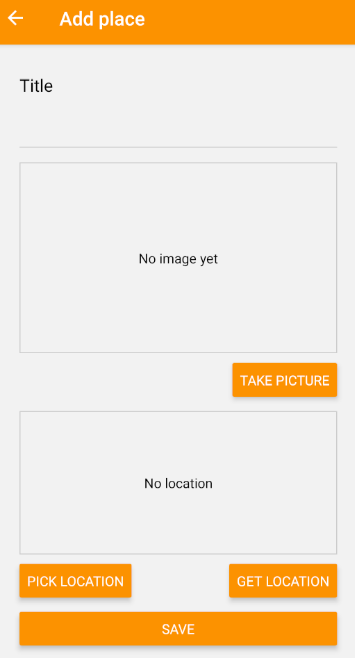 Add place
Title
No image yet
TAKE PICTURE
No location
PICK LOCATION
GET LOCATION
SAVE